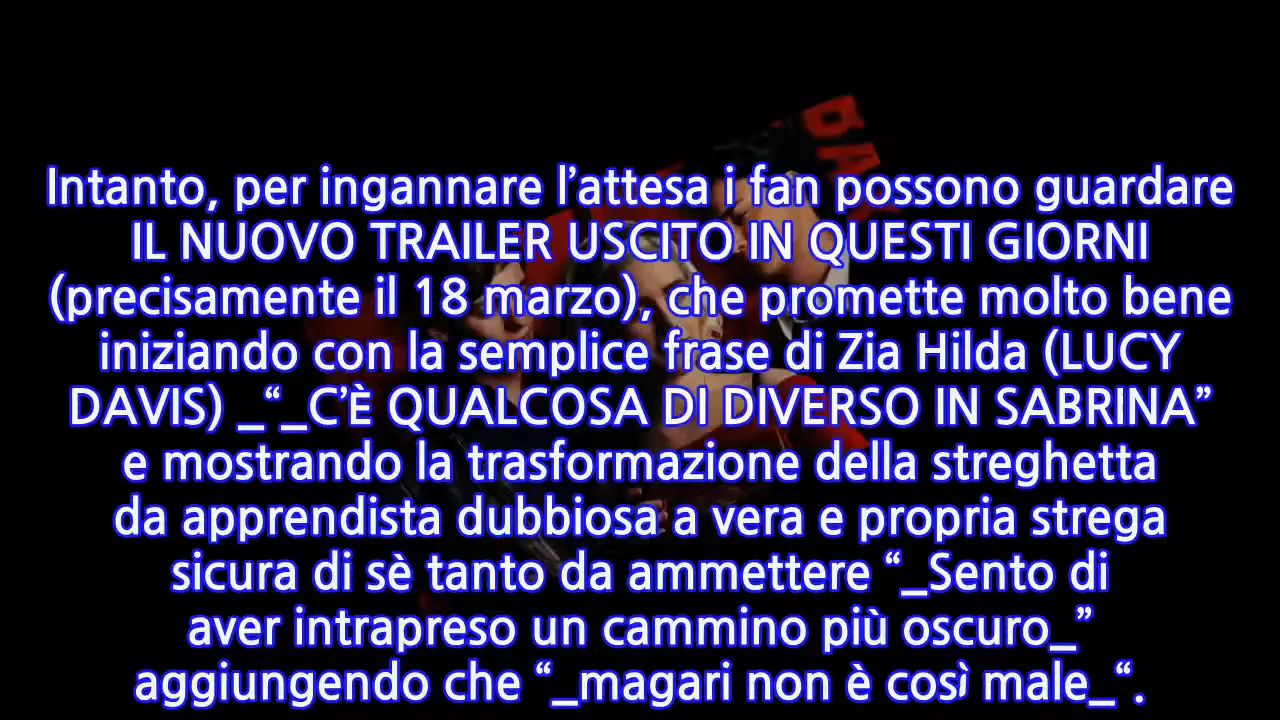 BA
Intanto, per ingannare l’attesa i fan possono guardare
IL NUOVO TRAILER USCITO IN QUESTI GIORNI
(precisamente il 18 marzo), che promette molto bene
iniziando con la semplice frase di Zia Hilda (LUCY
DAVIS) _“_C’È QUALCOSA DI DIVERSO IN SABRINA”
e mostrando la trasformazione della streghetta
da apprendista dubbiosa a vera e propria strega
sicura di sè tanto da ammettere “_Sento di
aver intrapreso un cammino più oscuro_”
aggiungendo che “_magari non è così male_“.